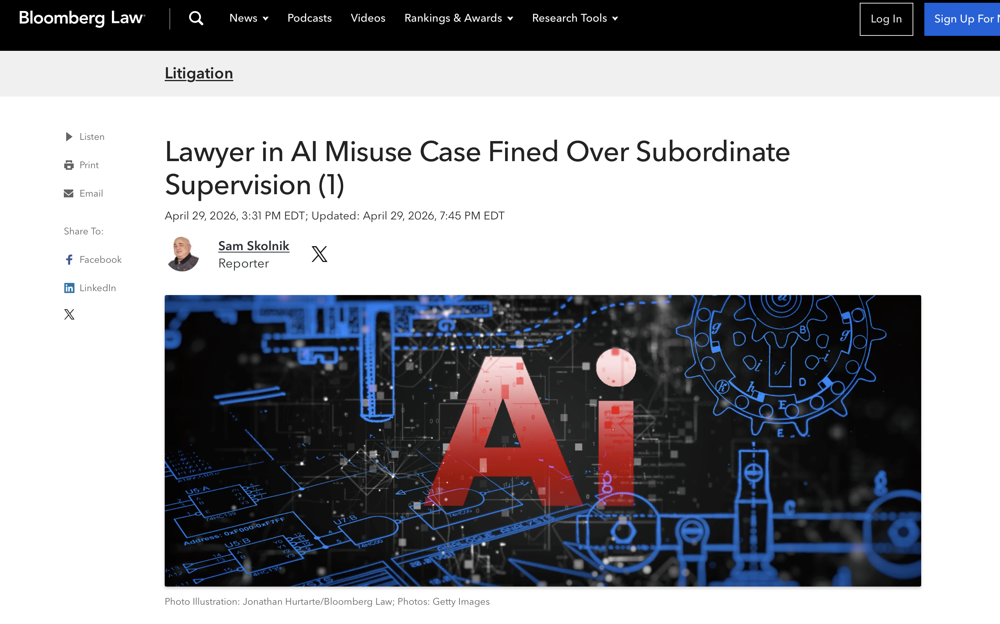 Bloomberg Law
News
Podcasts
Videos
Rankings & Awards
Research Tools
Log In
Sign Up For
Litigation
Listen
Print
Email
Share To:
Facebook
LinkedIn
Lawyer in AI Misuse Case Fined Over Subordinate
Supervision (1)
April 29, 2026, 3:31 PM EDT; Updated: April 29, 2026, 7:45 PM EDT
Sam Skolnik
Reporter
Ai
G
a
B
g
g
i
i
j
D
k
h
E
E
C
8
U5:A
74HC139
Address: 0xF000-0xF7FF
U5:B
74HC139
U7:B
74HC00
74HC00
ANALOGUE ANALYSIS
Photo Illustration: Jonathan Hurtarte/Bloomberg Law; Photos: Getty Images